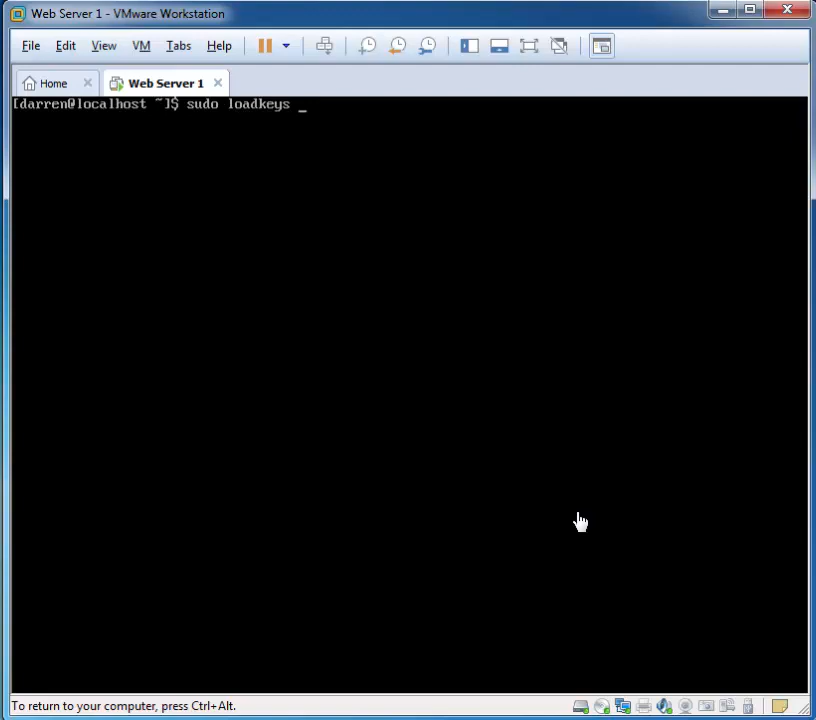 Web Server 1 - VMware Workstation
File Edit View VM Tabs Help
Home Web Server 1
[darren@localhost ~]$ sudo loadkeys _
To return to your computer, press Ctrl+Alt.